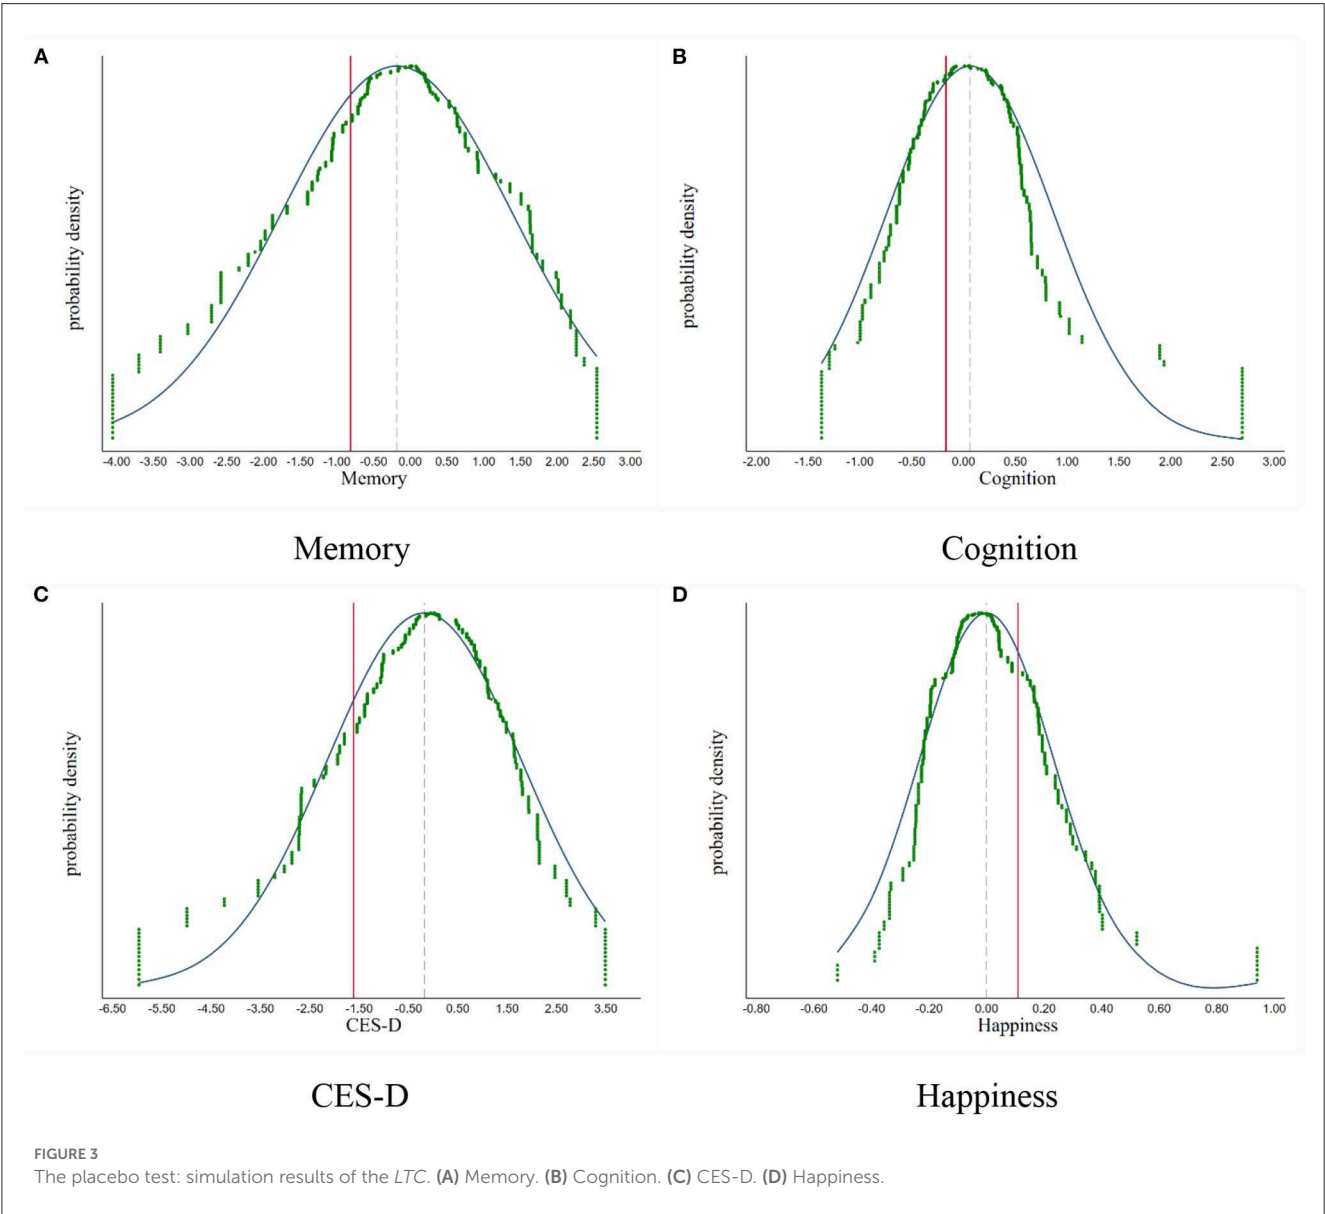 A
probability density
-4.00 -3.50 -3.00 -2.50 -2.00 -1.50 -1.00 -0.50 0.00 0.50 1.00 1.50 2.00 2.50 3.00
Memory
Memory
B
probability density
-2.00 -1.50 -1.00 -0.50 0.00 0.50 1.00 1.50 2.00 2.50 3.00
Cognition
Cognition
C
probability density
-6.50 -5.50 -4.50 -3.50 -2.50 -1.50 -0.50 0.50 1.50 2.50 3.50
CES-D
CES-D
D
probability density
-0.80 -0.60 -0.40 -0.20 0.00 0.20 0.40 0.60 0.80 1.00
Happiness
Happiness
FIGURE 3
The placebo test: simulation results of the LTC. (A) Memory. (B) Cognition. (C) CES-D. (D) Happiness.